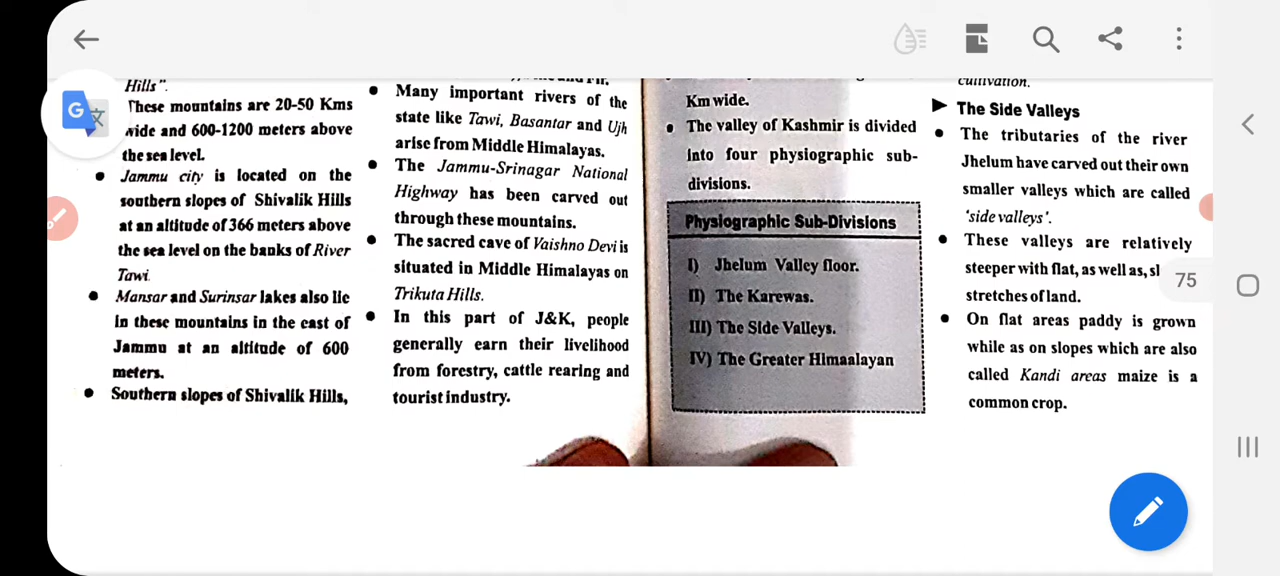 Hills".
These mountains are 20-50 Kms
wide and 600-1200 meters above
the sea level.
Jammu city is located on the
southern slopes of Shivalik Hills
at an altitude of 366 meters above
the sea level on the banks of River
Tawi.
Mansar and Surinsar lakes also lie
in these mountains in the east of
Jammu at an altitude of 600
meters.
Southern slopes of Shivalik Hills,
Many important rivers of the
state like Tawi, Basantar and Ujh
arise from Middle Himalayas.
The Jammu-Srinagar National
Highway has been carved out
through these mountains.
The sacred cave of Vaishno Devi is
situated in Middle Himalayas on
Trikuta Hills.
In this part of J&K, people
generally earn their livelihood
from forestry, cattle rearing and
tourist industry.
Km wide.
The valley of Kashmir is divided
into four physiographic sub-
divisions.
Physiographic Sub-Divisions
I) Jhelum Valley floor.
II) The Karewas.
III) The Side Valleys.
IV) The Greater Himaalayan
cultivation.
The Side Valleys
The tributaries of the river
Jhelum have carved out their own
smaller valleys which are called
'side valleys'.
These valleys are relatively
steeper with flat, as well as,
stretches of land.
On flat areas paddy is grown
while as on slopes which are also
called Kandi areas maize is a
common crop.
75
G